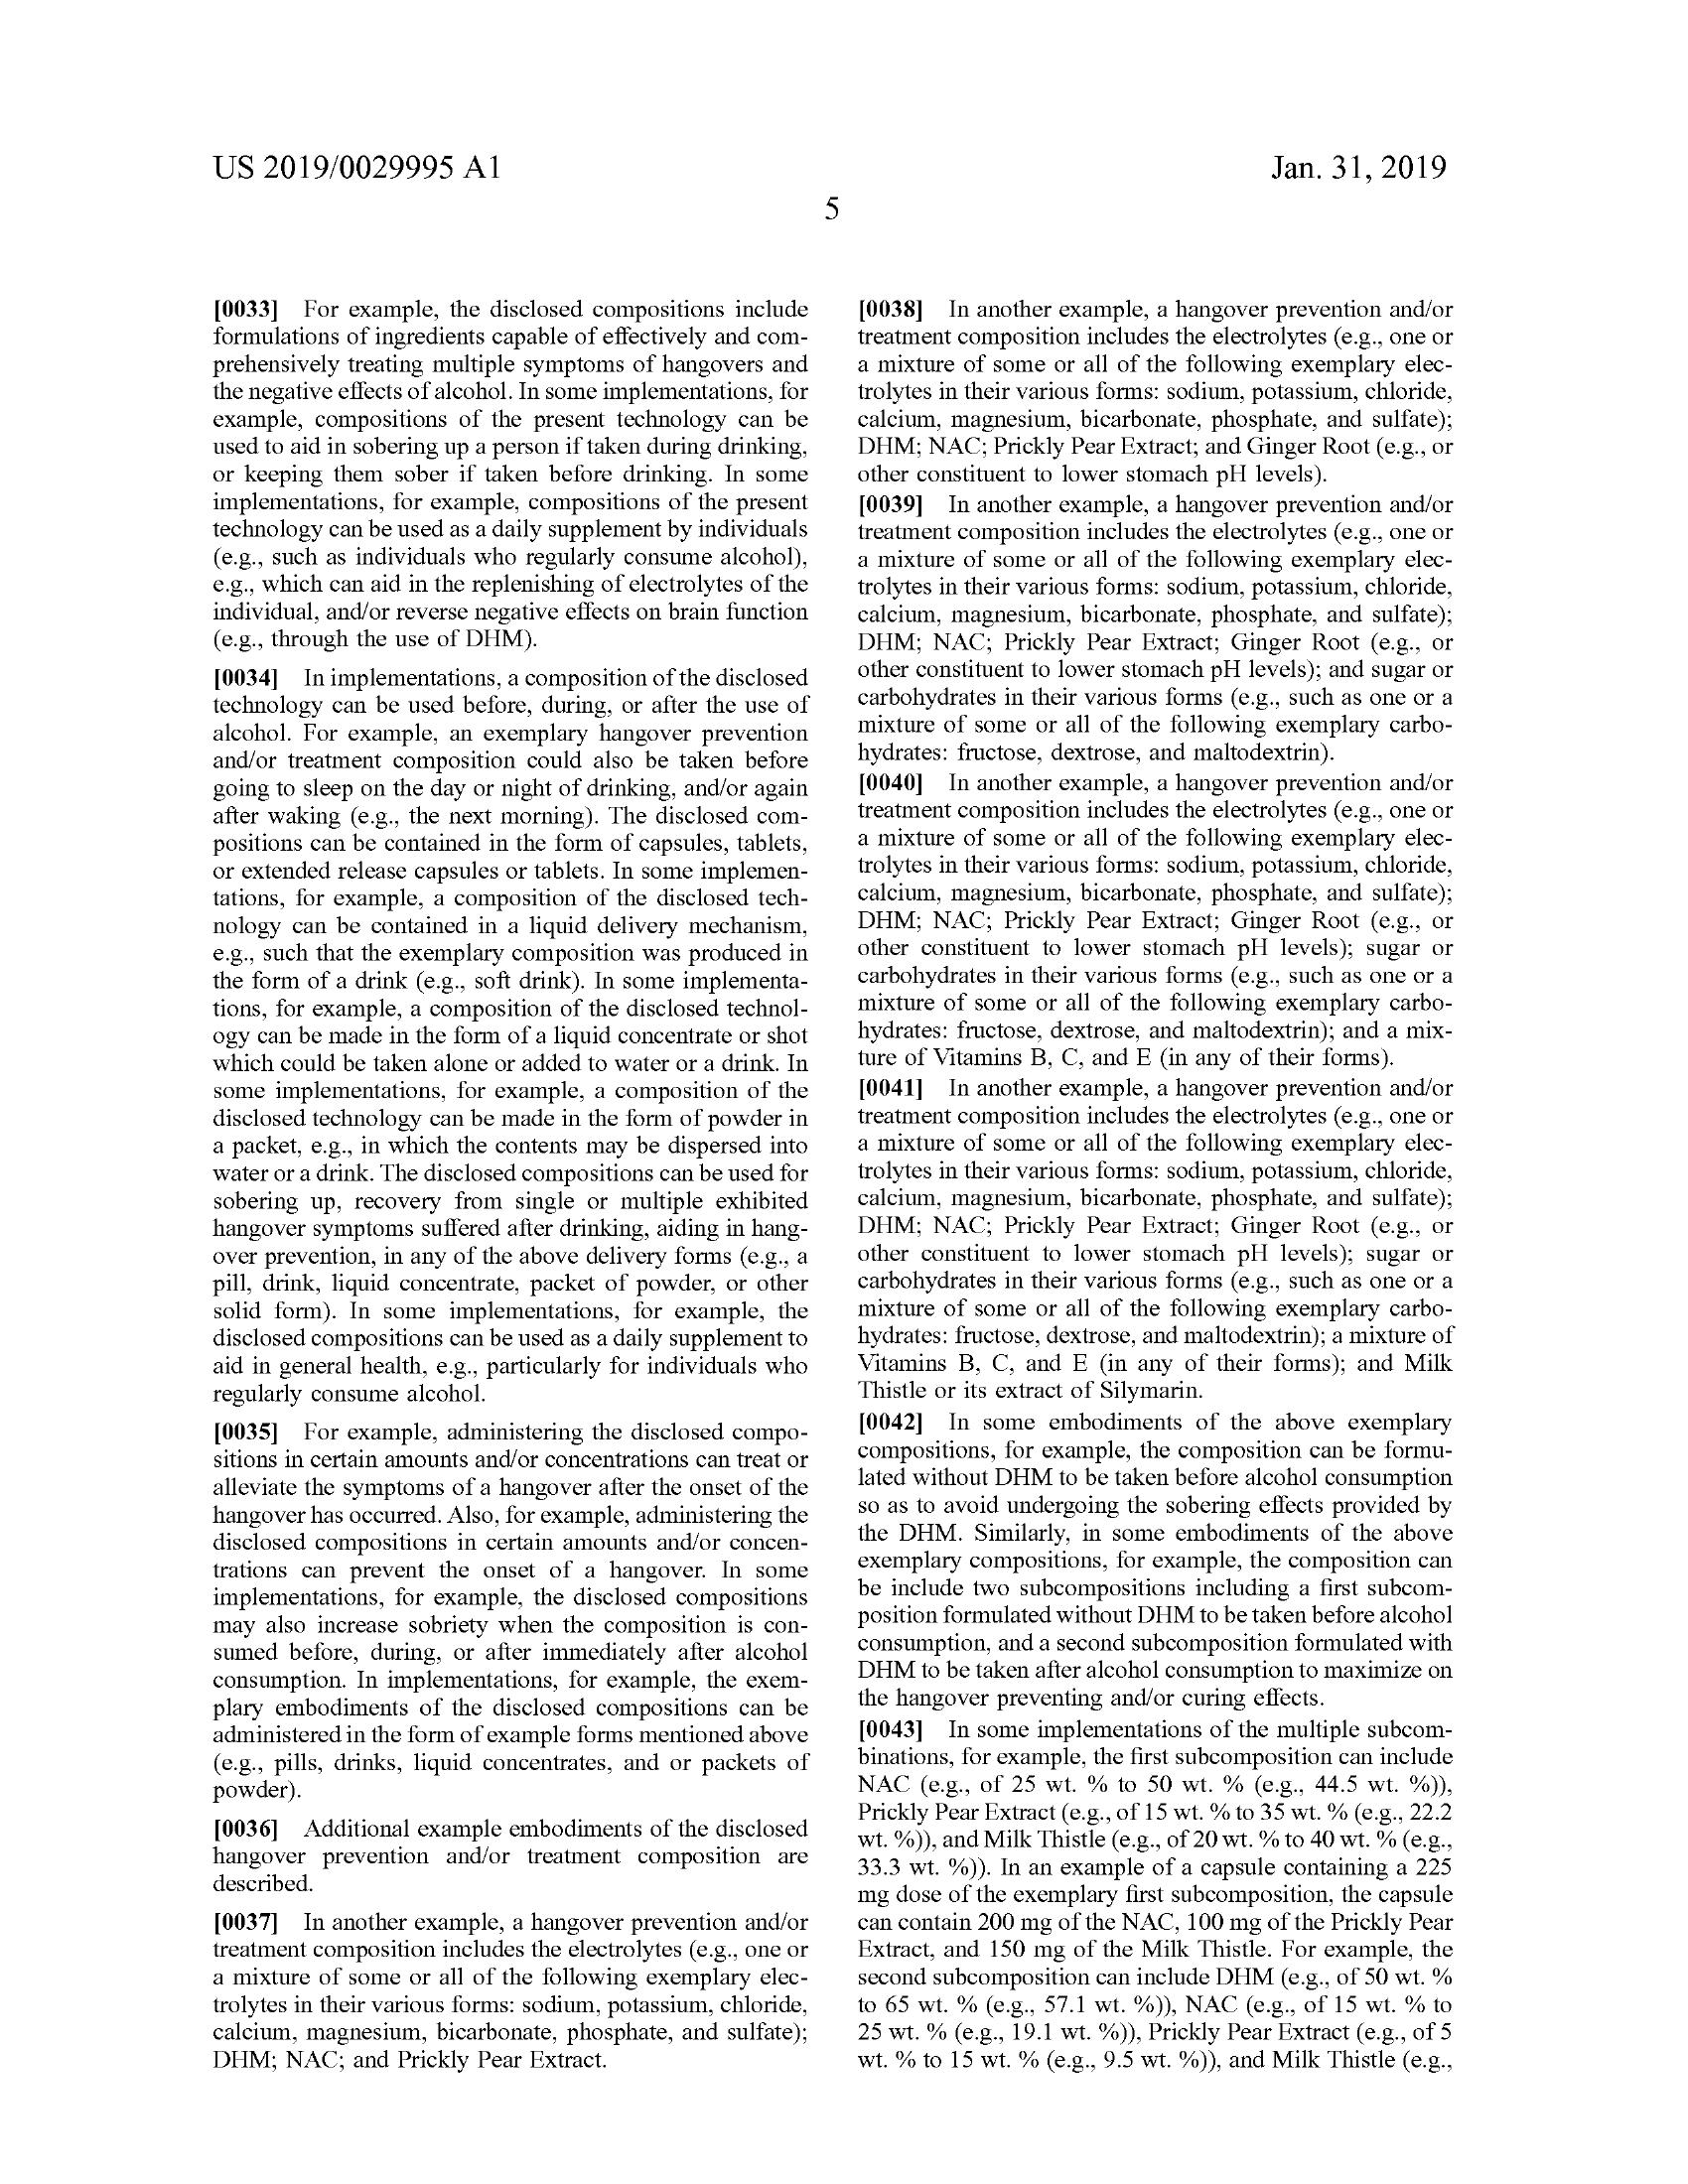 US 2019/0029995 A1
Jan. 31, 2019
5
[0033] For example, the disclosed compositions include
formulations of ingredients capable of effectively and com-
prehensively treating multiple symptoms of hangovers and
the negative effects of alcohol. In some implementations, for
example, compositions of the present technology can be
used to aid in sobering up a person if taken during drinking,
or keeping them sober if taken before drinking. In some
implementations, for example, compositions of the present
technology can be used as a daily supplement by individuals
(e.g., such as individuals who regularly consume alcohol),
e.g., which can aid in the replenishing of electrolytes of the
individual, and/or reverse negative effects on brain function
(e.g., through the use of DHM).
[0034] In implementations, a composition of the disclosed
technology can be used before, during, or after the use of
alcohol. For example, an exemplary hangover prevention
and/or treatment composition could also be taken before
going to sleep on the day or night of drinking, and/or again
after waking (e.g., the next morning). The disclosed com-
positions can be contained in the form of capsules, tablets,
or extended release capsules or tablets. In some implemen-
tations, for example, a composition of the disclosed tech-
nology can be contained in a liquid delivery mechanism,
e.g., such that the exemplary composition was produced in
the form of a drink (e.g., soft drink). In some implementa-
tions, for example, a composition of the disclosed technol-
ogy can be made in the form of a liquid concentrate or shot
which could be taken alone or added to water or a drink. In
some implementations, for example, a composition of the
disclosed technology can be made in the form of powder in
a packet, e.g., in which the contents may be dispersed into
water or a drink. The disclosed compositions can be used for
sobering up, recovery from single or multiple exhibited
hangover symptoms suffered after drinking, aiding in hang-
over prevention, in any of the above delivery forms (e.g., a
pill, drink, liquid concentrate, packet of powder, or other
solid form). In some implementations, for example, the
disclosed compositions can be used as a daily supplement to
aid in general health, e.g., particularly for individuals who
regularly consume alcohol.
[0035] For example, administering the disclosed compo-
sitions in certain amounts and/or concentrations can treat or
alleviate the symptoms of a hangover after the onset of the
hangover has occurred. Also, for example, administering the
disclosed compositions in certain amounts and/or concen-
trations can prevent the onset of a hangover. In some
implementations, for example, the disclosed compositions
may also increase sobriety when the composition is con-
sumed before, during, or after immediately after alcohol
consumption. In implementations, for example, the exem-
plary embodiments of the disclosed compositions can be
administered in the form of example forms mentioned above
(e.g., pills, drinks, liquid concentrates, and or packets of
powder).
[0036] Additional example embodiments of the disclosed
hangover prevention and/or treatment composition are
described.
[0037] In another example, a hangover prevention and/or
treatment composition includes the electrolytes (e.g., one or
a mixture of some or all of the following exemplary elec-
trolytes in their various forms: sodium, potassium, chloride,
calcium, magnesium, bicarbonate, phosphate, and sulfate);
DHM; NAC; and Prickly Pear Extract.
[0038] In another example, a hangover prevention and/or
treatment composition includes the electrolytes (e.g., one or
a mixture of some or all of the following exemplary elec-
trolytes in their various forms: sodium, potassium, chloride,
calcium, magnesium, bicarbonate, phosphate, and sulfate);
DHM; NAC; Prickly Pear Extract; and Ginger Root (e.g., or
other constituent to lower stomach pH levels).
[0039] In another example, a hangover prevention and/or
treatment composition includes the electrolytes (e.g., one or
a mixture of some or all of the following exemplary elec-
trolytes in their various forms: sodium, potassium, chloride,
calcium, magnesium, bicarbonate, phosphate, and sulfate);
DHM; NAC; Prickly Pear Extract; Ginger Root (e.g., or
other constituent to lower stomach pH levels); and sugar or
carbohydrates in their various forms (e.g., such as one or a
mixture of some or all of the following exemplary carbo-
hydrates: fructose, dextrose, and maltodextrin).
[0040] In another example, a hangover prevention and/or
treatment composition includes the electrolytes (e.g., one or
a mixture of some or all of the following exemplary elec-
trolytes in their various forms: sodium, potassium, chloride,
calcium, magnesium, bicarbonate, phosphate, and sulfate);
DHM; NAC; Prickly Pear Extract; Ginger Root (e.g., or
other constituent to lower stomach pH levels); sugar or
carbohydrates in their various forms (e.g., such as one or a
mixture of some or all of the following exemplary carbo-
hydrates: fructose, dextrose, and maltodextrin); and a mix-
ture of Vitamins B, C, and E (in any of their forms).
[0041] In another example, a hangover prevention and/or
treatment composition includes the electrolytes (e.g., one or
a mixture of some or all of the following exemplary elec-
trolytes in their various forms: sodium, potassium, chloride,
calcium, magnesium, bicarbonate, phosphate, and sulfate);
DHM; NAC; Prickly Pear Extract; Ginger Root (e.g., or
other constituent to lower stomach pH levels); sugar or
carbohydrates in their various forms (e.g., such as one or a
mixture of some or all of the following exemplary carbo-
hydrates: fructose, dextrose, and maltodextrin); a mixture of
Vitamins B, C, and E (in any of their forms); and Milk
Thistle or its extract of Silymarin.
[0042] In some embodiments of the above exemplary
compositions, for example, the composition can be formu-
lated without DHM to be taken before alcohol consumption
so as to avoid undergoing the sobering effects provided by
the DHM. Similarly, in some embodiments of the above
exemplary compositions, for example, the composition can
be include two subcompositions including a first subcom-
position formulated without DHM to be taken before alcohol
consumption, and a second subcomposition formulated with
DHM to be taken after alcohol consumption to maximize on
the hangover preventing and/or curing effects.
[0043] In some implementations of the multiple subcom-
binations, for example, the first subcomposition can include
NAC (e.g., of 25 wt. % to 50 wt. % (e.g., 44.5 wt. %)),
Prickly Pear Extract (e.g., of 15 wt. % to 35 wt. % (e.g., 22.2
wt. %)), and Milk Thistle (e.g., of 20 wt. % to 40 wt. % (e.g.,
33.3 wt. %)). In an example of a capsule containing a 225
mg dose of the exemplary first subcomposition, the capsule
can contain 200 mg of the NAC, 100 mg of the Prickly Pear
Extract, and 150 mg of the Milk Thistle. For example, the
second subcomposition can include DHM (e.g., of 50 wt. %
to 65 wt. % (e.g., 57.1 wt. %)), NAC (e.g., of 15 wt. % to
25 wt. % (e.g., 19.1 wt. %)), Prickly Pear Extract (e.g., of 5
wt. % to 15 wt. % (e.g., 9.5 wt. %)), and Milk Thistle (e.g.,